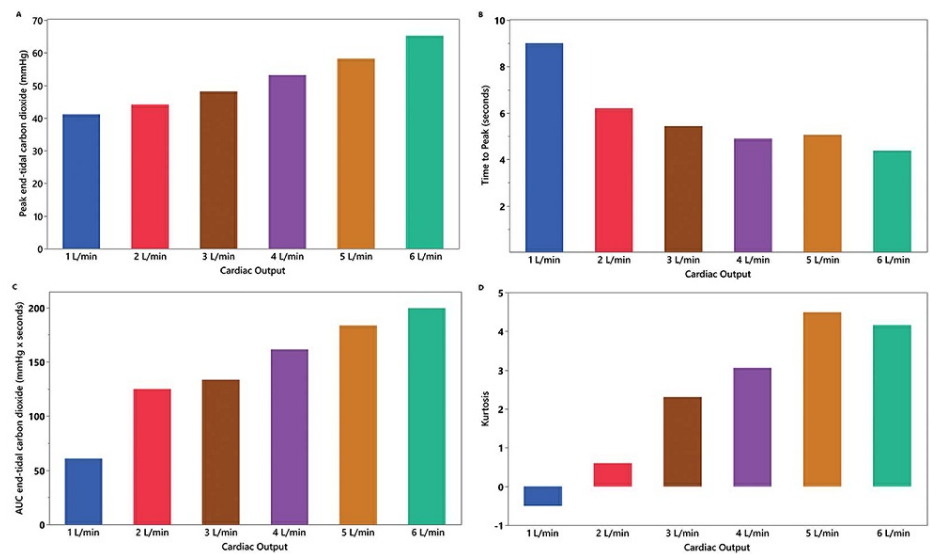 A
Peak end-tidal carbon dioxide (mmHg)
70
60
50
40
30
20
10
0
1 L/min 2 L/min 3 L/min 4 L/min 5 L/min 6 L/min
Cardiac Output
B
Time to Peak (seconds)
10
8
6
4
2
1 L/min 2 L/min 3 L/min 4 L/min 5 L/min 6 L/min
Cardiac Output
C
AUC end-tidal carbon dioxide (mmHg x seconds)
200
150
100
50
0
1 L/min 2 L/min 3 L/min 4 L/min 5 L/min 6 L/min
Cardiac Output
D
Kurtosis
5
4
3
2
1
0
-1
1 L/min 2 L/min 3 L/min 4 L/min 5 L/min 6 L/min
Cardiac Output